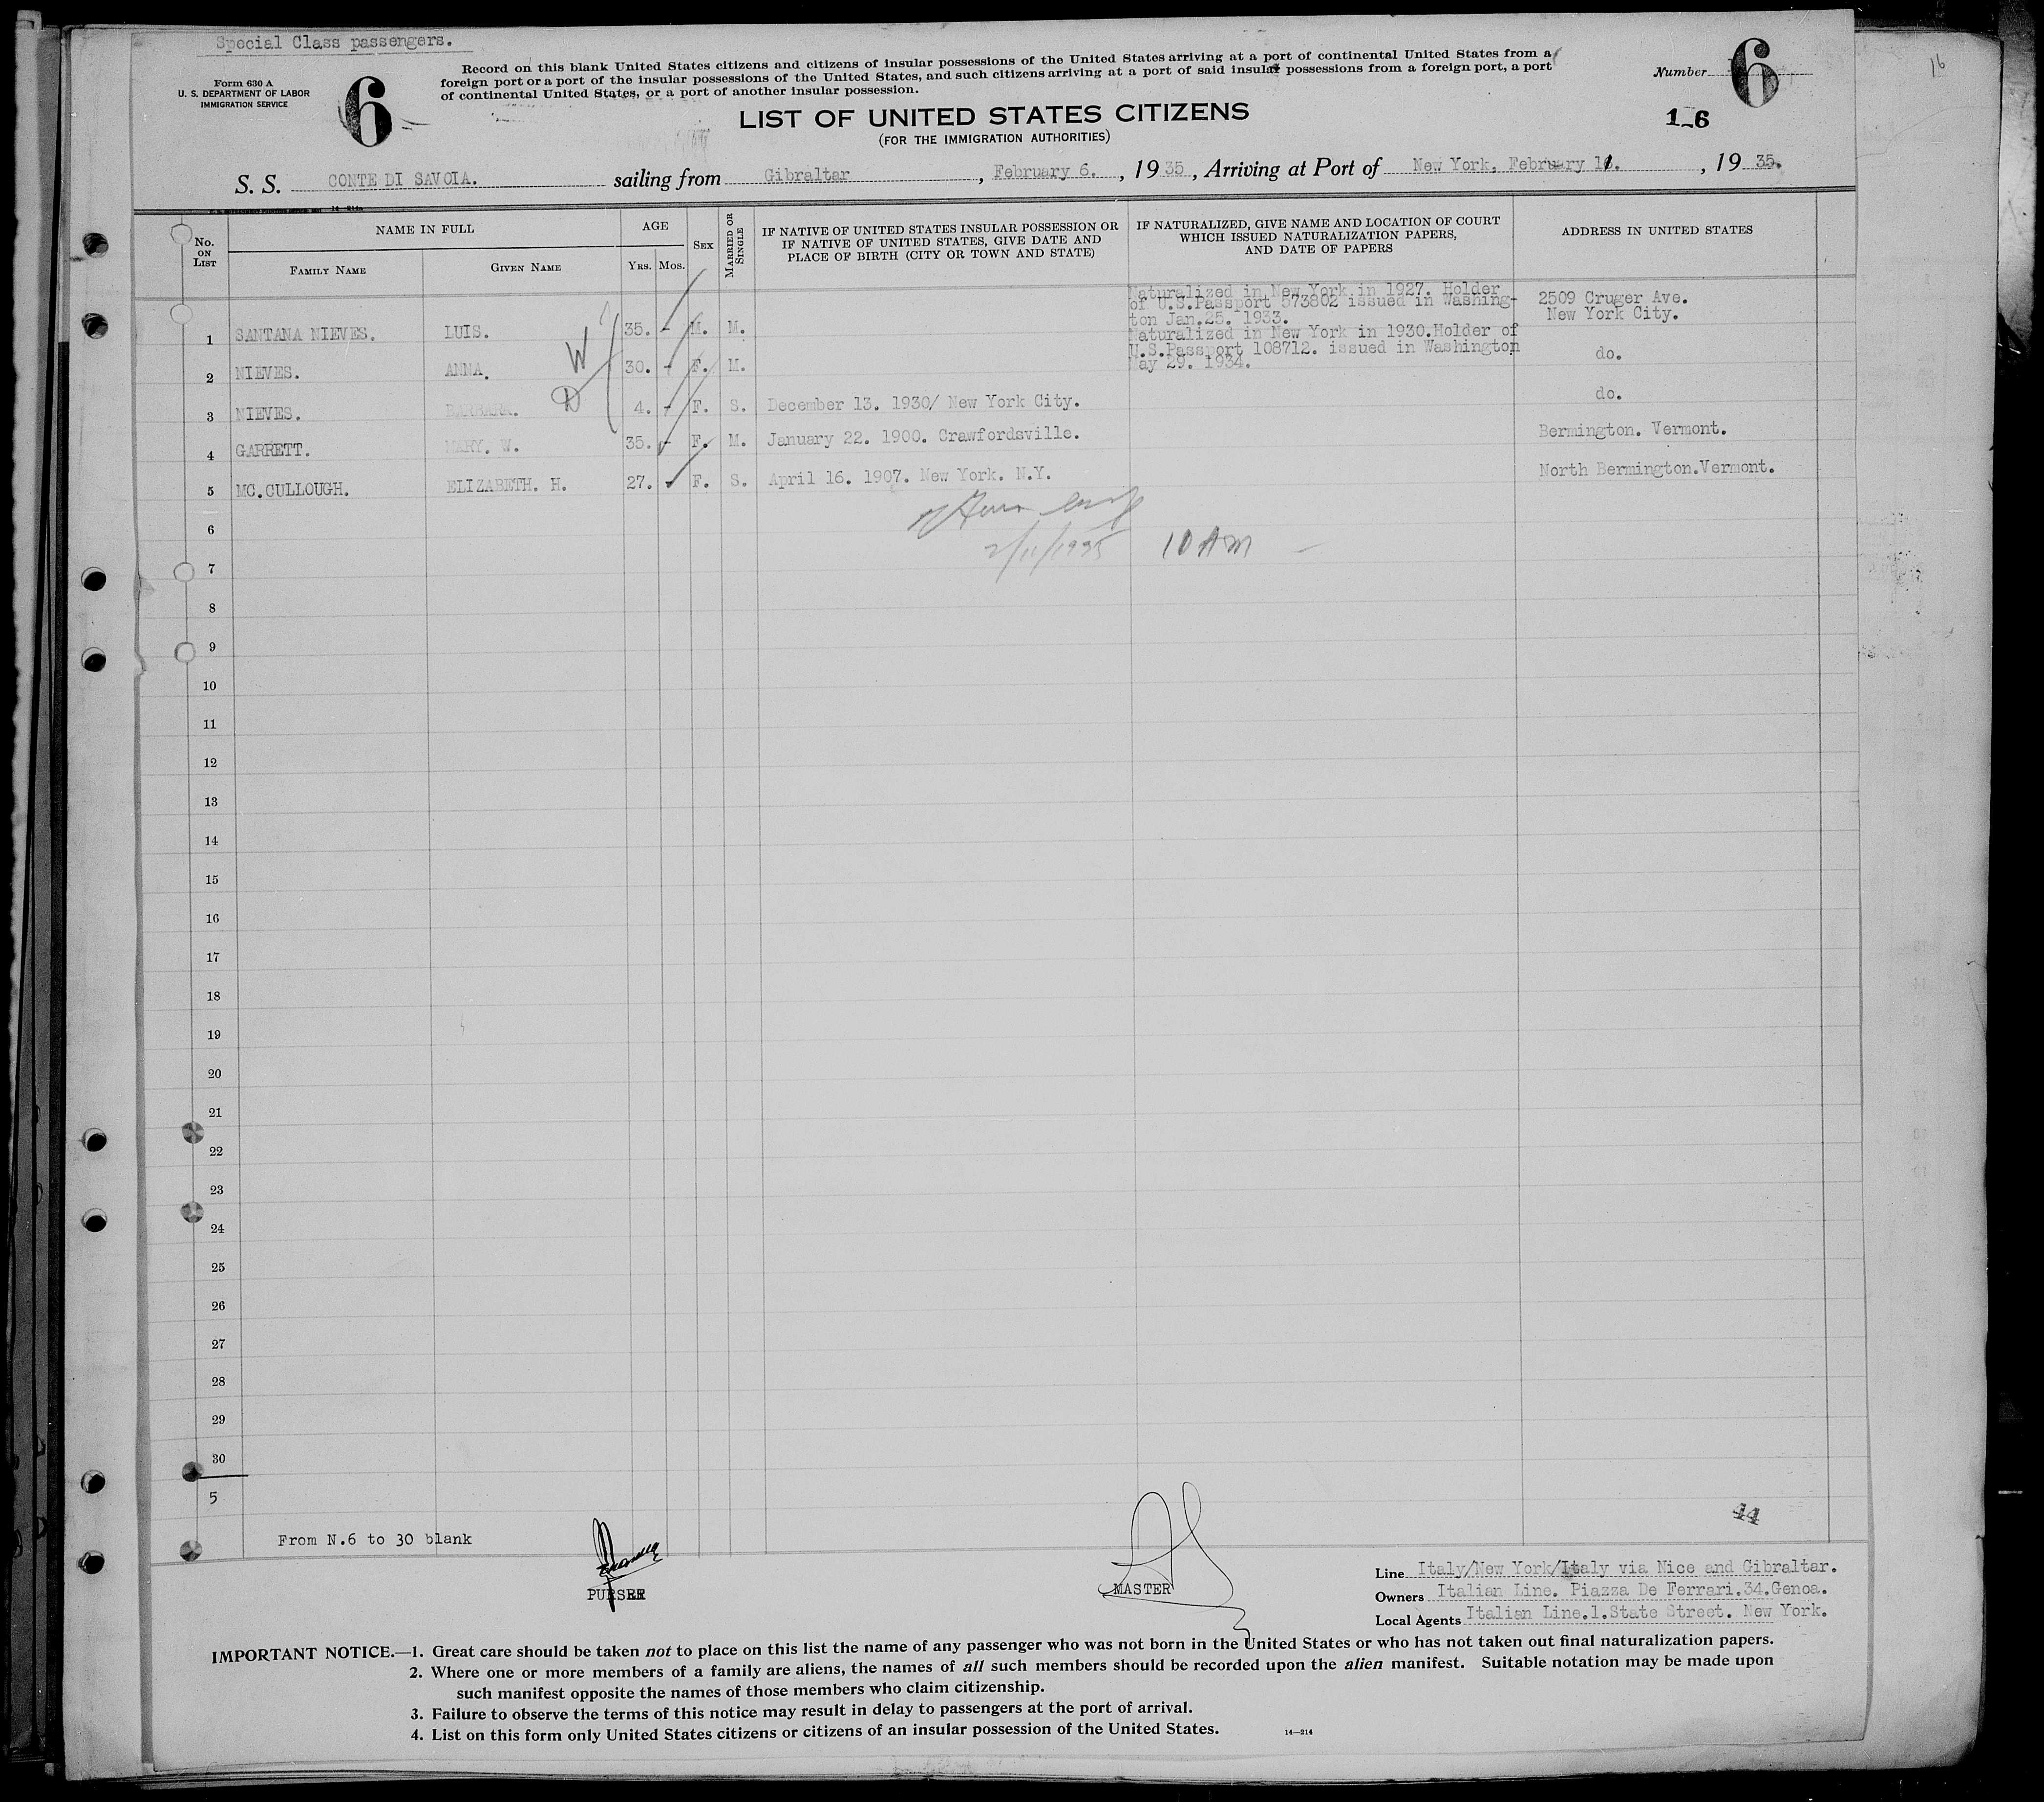 Special Class passengers.
Form 630 A
U. S. DEPARTMENT OF LABOR
IMMIGRATION SERVICE
6
Record on this blank United States citizens and citizens of insular possessions of the United States arriving at a port of continental United States from a
foreign port or a port of the insular possessions of the United States, and such citizens arriving at a port of said insular possessions from a foreign port, a port
of continental United States, or a port of another insular possession.
Number 6
16
LIST OF UNITED STATES CITIZENS
(FOR THE IMMIGRATION AUTHORITIES)
1-6
S. S. CONTE DI SAVOIA. sailing from Gibraltar, February 6., 1935, Arriving at Port of New York, February 11., 1935.
No. ON LIST
NAME IN FULL
FAMILY NAME
GIVEN NAME
AGE
YRS. MOS.
SEX
MARRIED OR SINGLE
IF NATIVE OF UNITED STATES INSULAR POSSESSION OR
IF NATIVE OF UNITED STATES, GIVE DATE AND
PLACE OF BIRTH (CITY OR TOWN AND STATE)
IF NATURALIZED, GIVE NAME AND LOCATION OF COURT
WHICH ISSUED NATURALIZATION PAPERS,
AND DATE OF PAPERS
ADDRESS IN UNITED STATES
Naturalized in New York in 1927. Holder
of U.S.Passport 573802 issued in Washing-
ton Jan.25. 1933.
2509 Cruger Ave.
New York City.
1 SANTANA NIEVES. LUIS. 35. - M. M.
Naturalized in New York in 1930.Holder of
U.S.Passport 108712. issued in Washington
May 29. 1934.
2 NIEVES. ANNA. W 30. - F. M. do.
3 NIEVES. BARBARA. D 4. - F. S. December 13. 1930/ New York City. do.
4 GARRETT. MARY. W. 35. - F. M. January 22. 1900. Crawfordsville. Bermington. Vermont.
5 MC.CULLOUGH. ELIZABETH. H. 27. - F. S. April 16. 1907. New York. N.Y. North Bermington.Vermont.
6
2/11/1935 10 AM
7
8
9
10
11
12
13
14
15
16
17
18
19
20
21
22
23
24
25
26
27
28
29
30
5
44
From N.6 to 30 blank
PURSER
MASTER
Line Italy/New York/Italy via Nice and Gibraltar.
Owners Italian Line. Piazza De Ferrari.34.Genoa.
Local Agents Italian Line.1.State Street. New York.
IMPORTANT NOTICE.—1. Great care should be taken not to place on this list the name of any passenger who was not born in the United States or who has not taken out final naturalization papers.
2. Where one or more members of a family are aliens, the names of all such members should be recorded upon the alien manifest. Suitable notation may be made upon
such manifest opposite the names of those members who claim citizenship.
3. Failure to observe the terms of this notice may result in delay to passengers at the port of arrival.
4. List on this form only United States citizens or citizens of an insular possession of the United States.
14—214